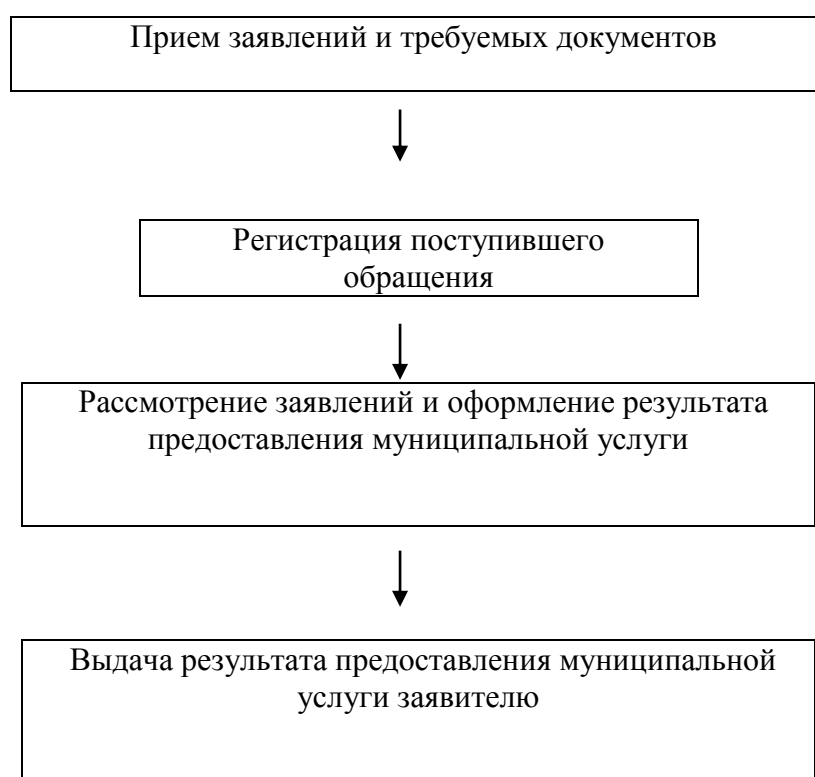 Прием заявлений и требуемых документов
Регистрация поступившего
обращения
Рассмотрение заявлений и оформление результата
предоставления муниципальной услуги
Выдача результата предоставления муниципальной
услуги заявителю